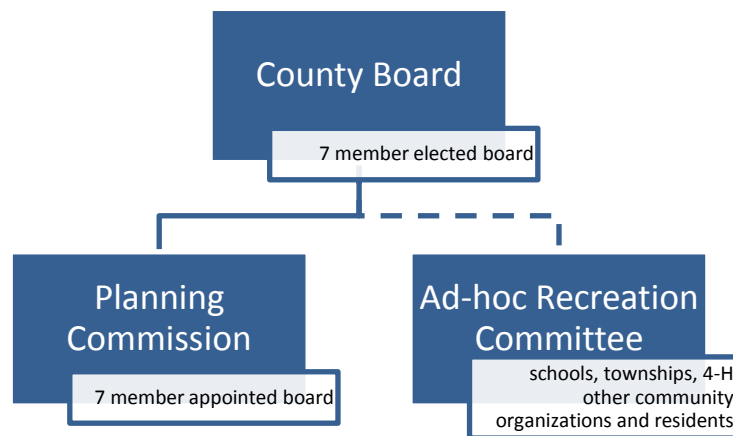 County Board
7 member elected board
Planning
Commission
7 member appointed board
Ad-hoc Recreation
Committee
schools, townships, 4-H
other community
organizations and residents